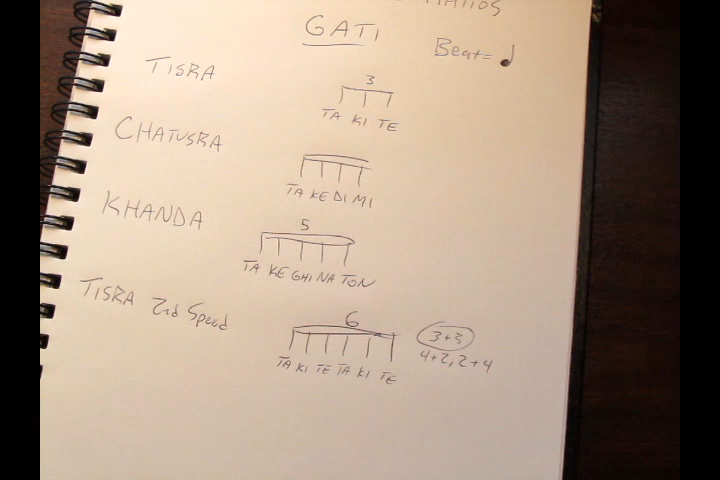 GATI
Beat= ♩
TISRA
3
TA KI TE
CHATUSRA
TA KE DI MI
KHANDA
5
TA KE GHI NA TON
TISRA 2nd Speed
6
3+3
4+2, 2+4
TA KI TE TA KI TE